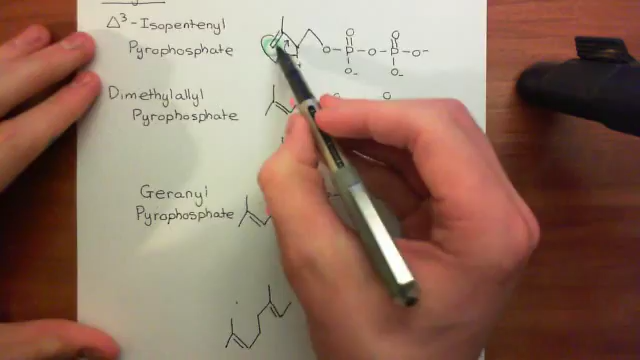 Δ³-Isopentenyl
Pyrophosphate
O
O
O-P-O-P-O-
O-
O-
Dimethylallyl
Pyrophosphate
O
O
Geranyl
Pyrophosphate